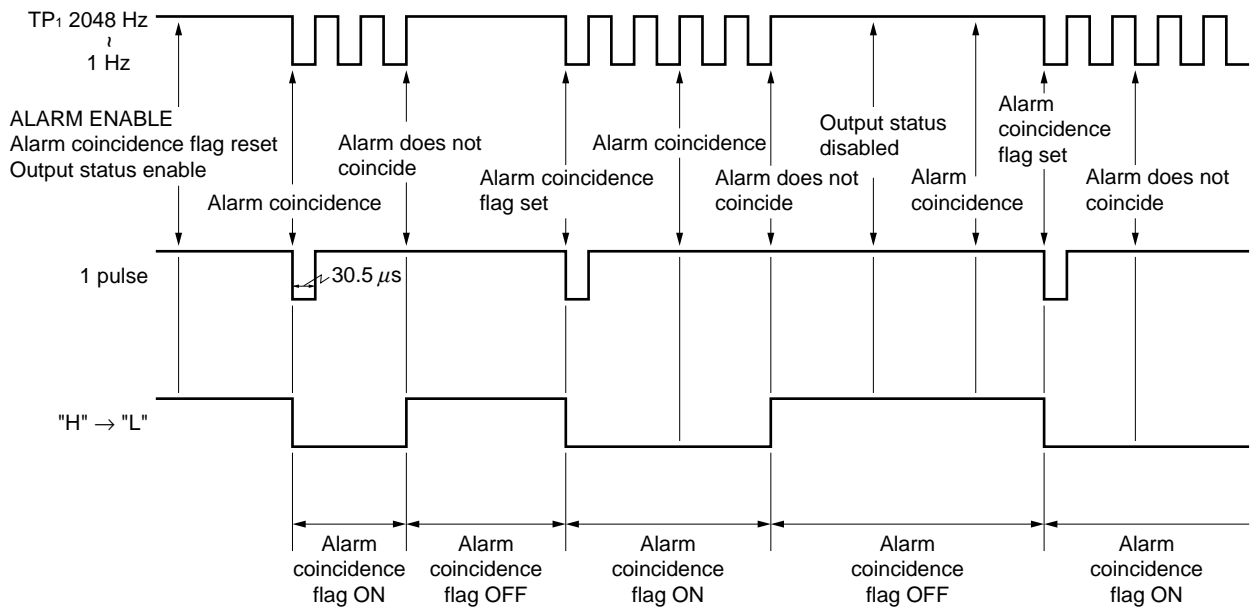 TP₁ 2048 Hz
~
1 Hz
ALARM ENABLE
Alarm coincidence flag reset
Output status enable
Alarm coincidence
Alarm does not
coincide
Alarm coincidence
flag set
Alarm coincidence
Alarm does not
coincide
Output status
disabled
Alarm
coincidence
Alarm
coincidence
flag set
Alarm does not
coincide
1 pulse
30.5 μs
"H" → "L"
Alarm
coincidence
flag ON
Alarm
coincidence
flag OFF
Alarm
coincidence
flag ON
Alarm
coincidence
flag OFF
Alarm
coincidence
flag ON